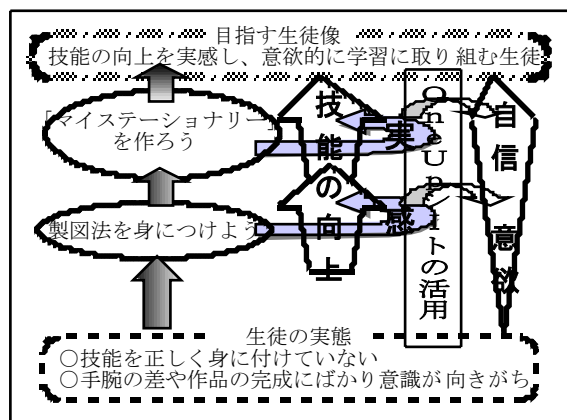 目指す生徒像
技能の向上を実感し、意欲的に学習に取り組む生徒
「マイステーショナリー」
を作ろう
製図法を身につけよう
技能の向上
実感
OneUpシートの活用
自信
意欲
生徒の実態
○技能を正しく身に付けていない
○手腕の差や作品の完成にばかり意識が向きがち